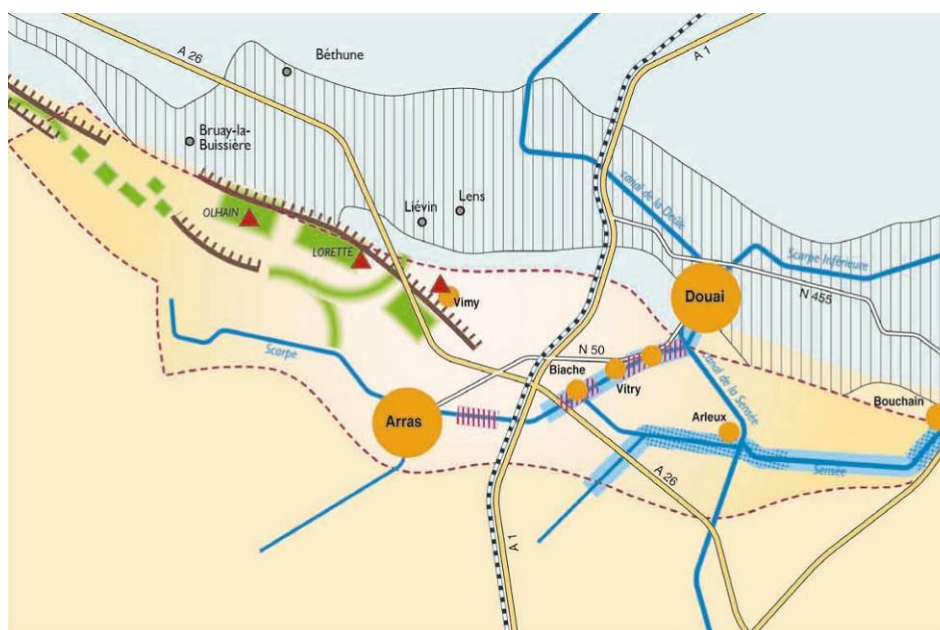 A 26
A 1
Béthune
Bruay-la-
Buissière
Lens
Liévin
canal de la Deûle
Scarpe Inférieure
OLHAIN
LORETTE
Vimy
Douai
N 455
Scarpe
N 50
Biache
Vitry
canal de la Sensée
Arras
Arleux
Bouchain
Sensée
A 26
A 1